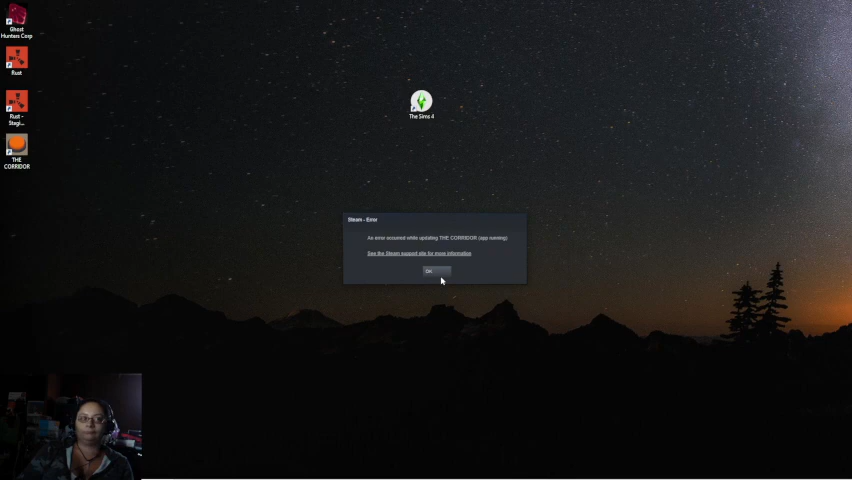 Ghost
Hunters Corp
Rust
Rust -
Stagi...
THE
CORRIDOR
The Sims 4
Steam - Error
An error occurred while updating THE CORRIDOR (app running)
See the Steam support site for more information
OK